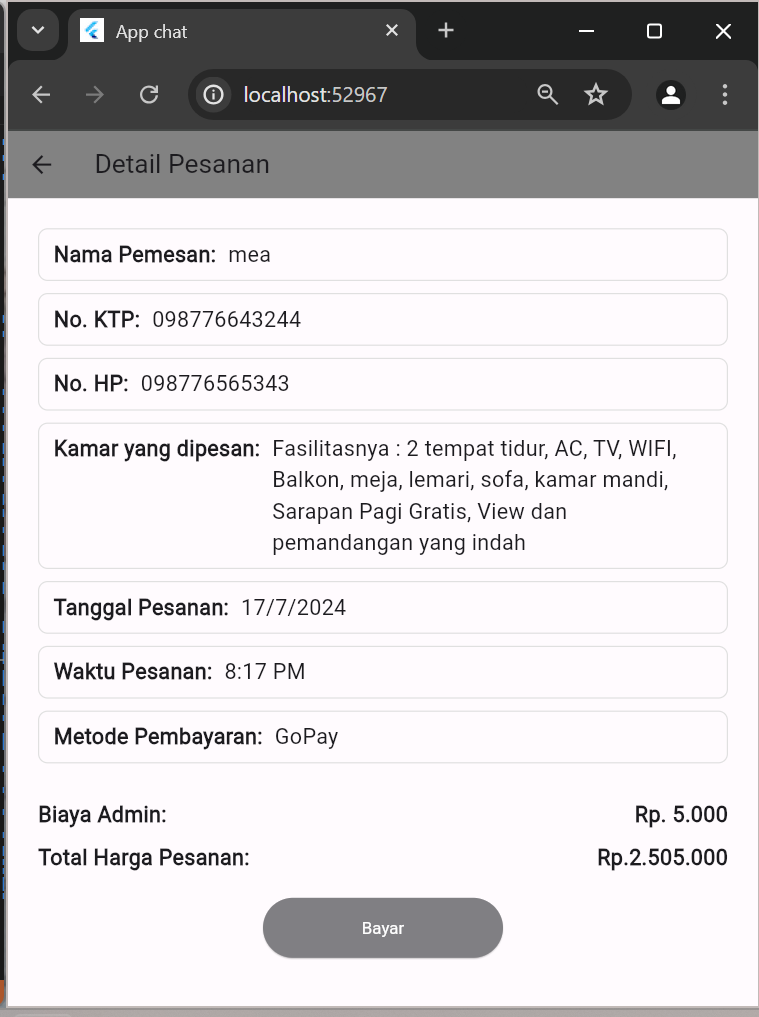 App chat
localhost:52967
Detail Pesanan
Nama Pemesan: mea
No. KTP: 098776643244
No. HP: 098776565343
Kamar yang dipesan: Fasilitasnya : 2 tempat tidur, AC, TV, WIFI,
Balkon, meja, lemari, sofa, kamar mandi,
Sarapan Pagi Gratis, View dan
pemandangan yang indah
Tanggal Pesanan: 17/7/2024
Waktu Pesanan: 8:17 PM
Metode Pembayaran: GoPay
Biaya Admin: Rp. 5.000
Total Harga Pesanan: Rp.2.505.000
Bayar